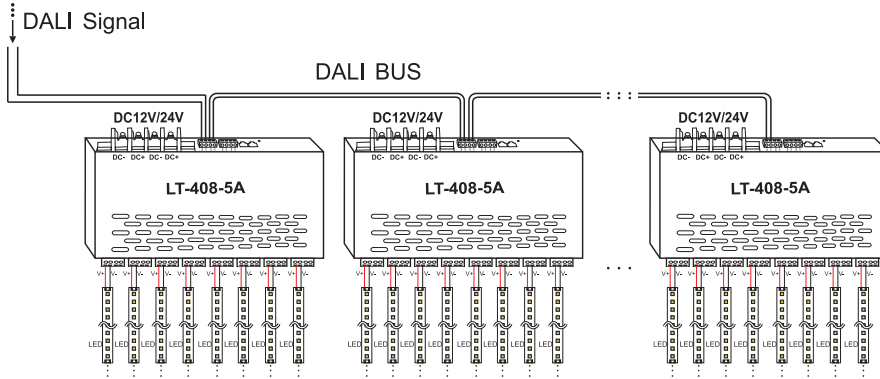 DALI Signal
DALI BUS
DC12V/24V
DC- DC+ DC- DC+
LT-408-5A
V+ V- V+ V- V+ V- V+ V- V+ V- V+ V- V+ V- V+ V-
LED LED LED LED LED LED LED LED
DC12V/24V
DC- DC+ DC- DC+
LT-408-5A
V+ V- V+ V- V+ V- V+ V- V+ V- V+ V- V+ V- V+ V-
LED LED LED LED LED LED LED LED
DC12V/24V
DC- DC+ DC- DC+
LT-408-5A
V+ V- V+ V- V+ V- V+ V- V+ V- V+ V- V+ V- V+ V-
LED LED LED LED LED LED LED LED